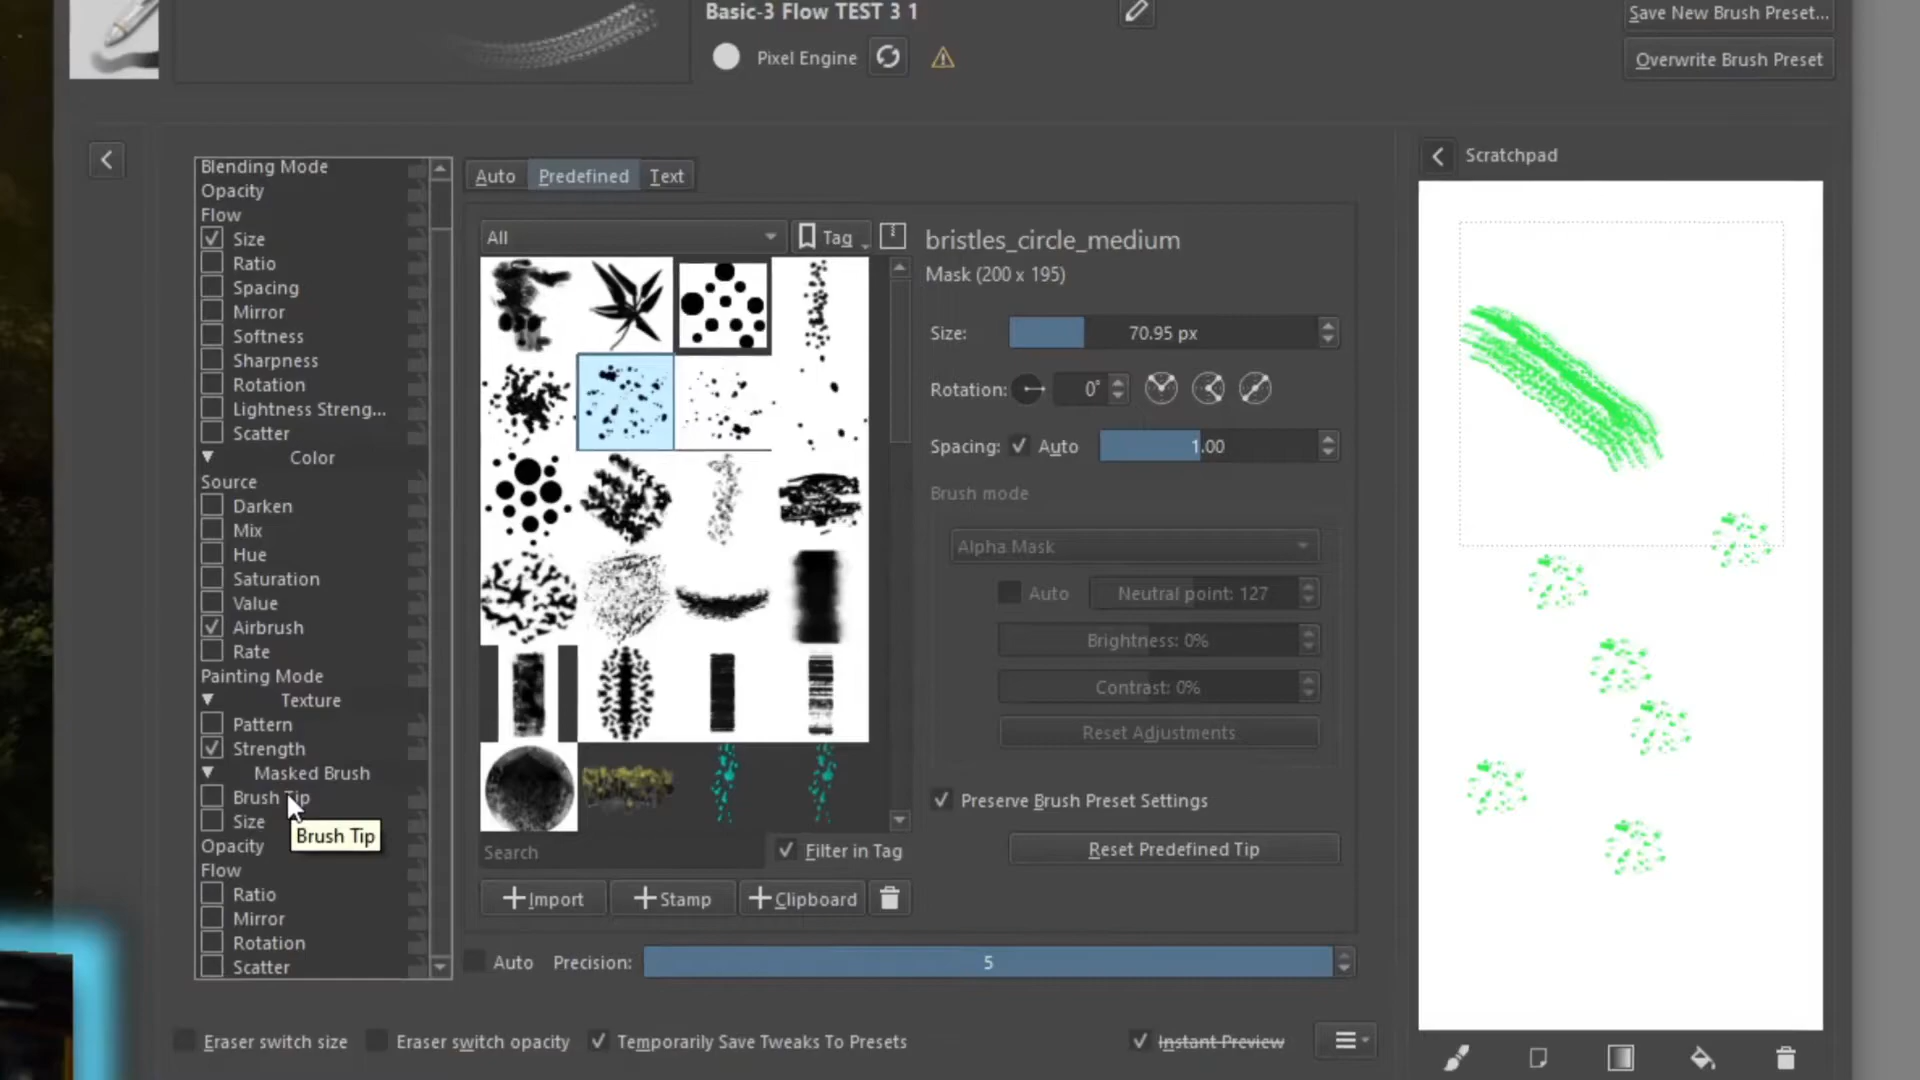 Basic-3 Flow TEST 3 1
Save New Brush Preset...
Pixel Engine
Overwrite Brush Preset
Blending Mode
Opacity
Flow
Size
Ratio
Spacing
Mirror
Softness
Sharpness
Rotation
Lightness Streng...
Scatter
Color
Source
Darken
Mix
Hue
Saturation
Value
Airbrush
Rate
Painting Mode
Texture
Pattern
Strength
Masked Brush
Brush Tip
Size
Brush Tip
Opacity
Flow
Ratio
Mirror
Rotation
Scatter
Auto Predefined Text
All Tag
bristles_circle_medium
Mask (200 x 195)
Size: 70.95 px
Rotation: 0°
Spacing: Auto 1.00
Brush mode
Alpha Mask
Auto Neutral point: 127
Brightness: 0%
Contrast: 0%
Reset Adjustments
Preserve Brush Preset Settings
Search Filter in Tag Reset Predefined Tip
Import Stamp Clipboard
Auto Precision: 5
Eraser switch size Eraser switch opacity Temporarily Save Tweaks To Presets Instant Preview
Scratchpad